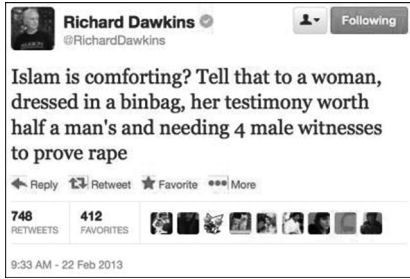 Richard Dawkins
Following
@RichardDawkins
Islam is comforting? Tell that to a woman,
dressed in a binbag, her testimony worth
half a man's and needing 4 male witnesses
to prove rape
Reply Retweet Favorite More
748 412
RETWEETS FAVORITES
9:33 AM - 22 Feb 2013